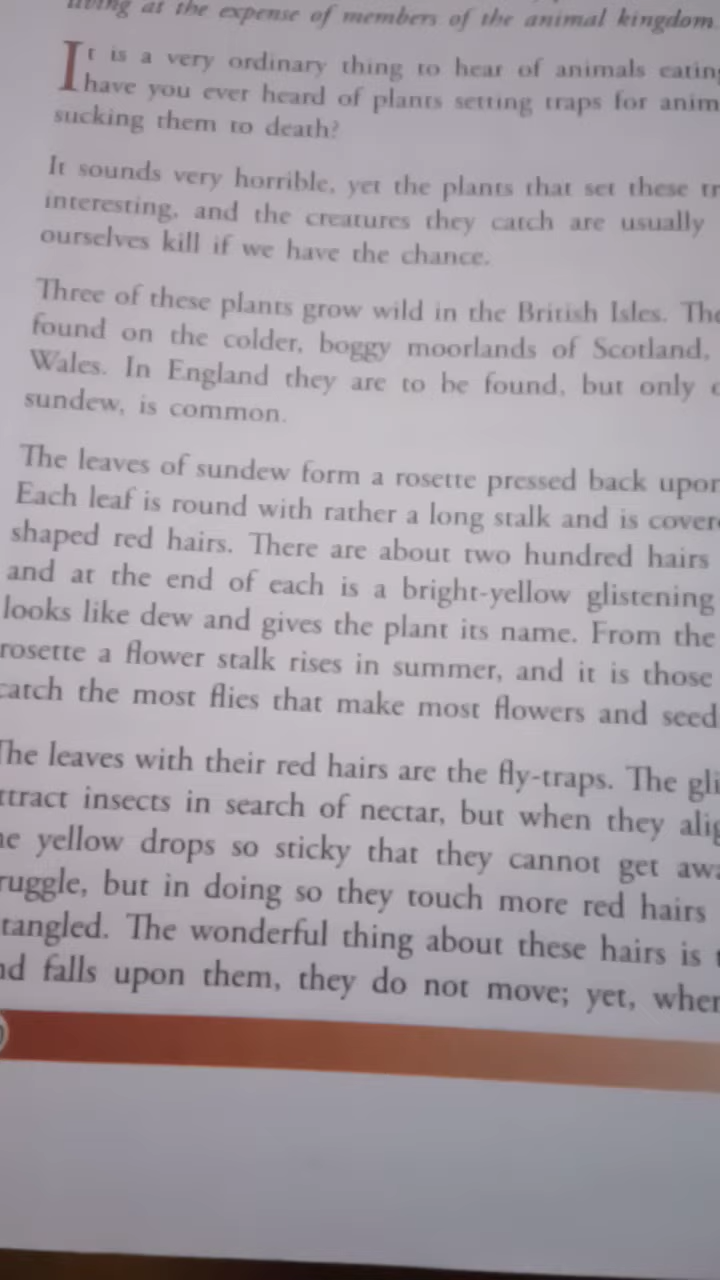 living at the expense of members of the animal kingdom.
It is a very ordinary thing to hear of animals eating
have you ever heard of plants setting traps for anim
sucking them to death?
It sounds very horrible, yet the plants that set these tr
interesting, and the creatures they catch are usually
ourselves kill if we have the chance.
Three of these plants grow wild in the British Isles. The
found on the colder, boggy moorlands of Scotland,
Wales. In England they are to be found, but only o
sundew, is common.
The leaves of sundew form a rosette pressed back upon
Each leaf is round with rather a long stalk and is covere
shaped red hairs. There are about two hundred hairs
and at the end of each is a bright-yellow glistening
looks like dew and gives the plant its name. From the
rosette a flower stalk rises in summer, and it is those
catch the most flies that make most flowers and seed
The leaves with their red hairs are the fly-traps. The gli
ttract insects in search of nectar, but when they alig
he yellow drops so sticky that they cannot get awa
ruggle, but in doing so they touch more red hairs
tangled. The wonderful thing about these hairs is t
nd falls upon them, they do not move; yet, when